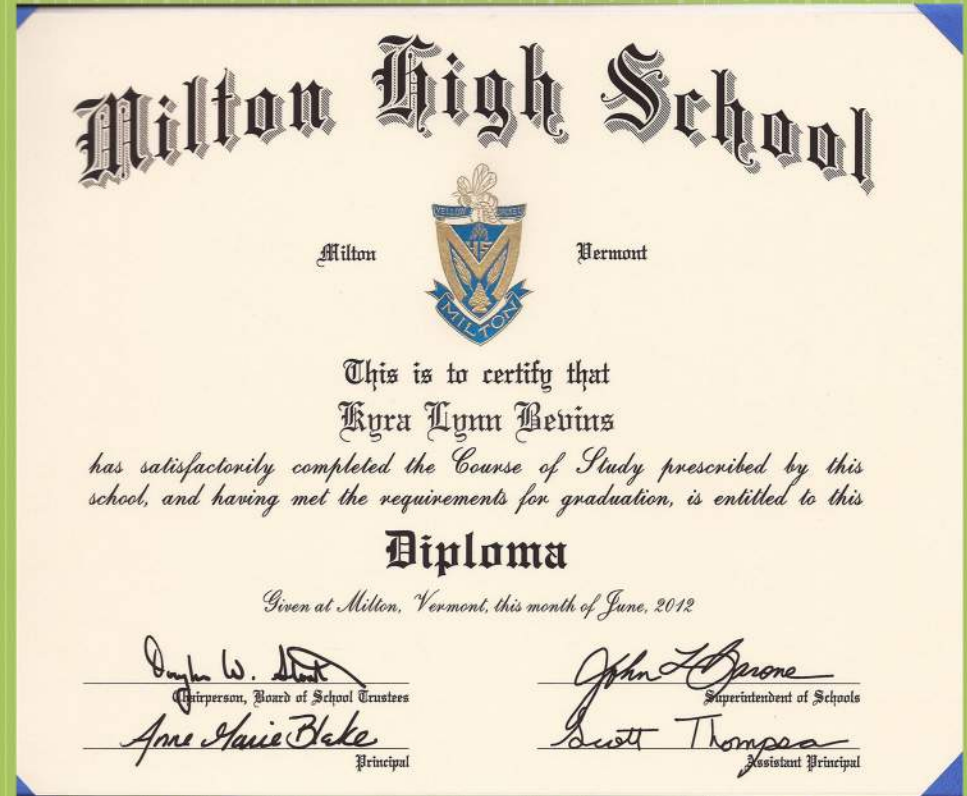 Milton High School
Milton Vermont
YELLOW
MHS
MILTON
This is to certify that
Kyra Lynn Bevins
has satisfactorily completed the Course of Study prescribed by this
school, and having met the requirements for graduation, is entitled to this
Diploma
Given at Milton, Vermont, this month of June, 2012
W. John L Barone
Chairperson, Board of School Trustees Superintendent of Schools
Anne Marie Blake Scott Thompson
Principal Assistant Principal